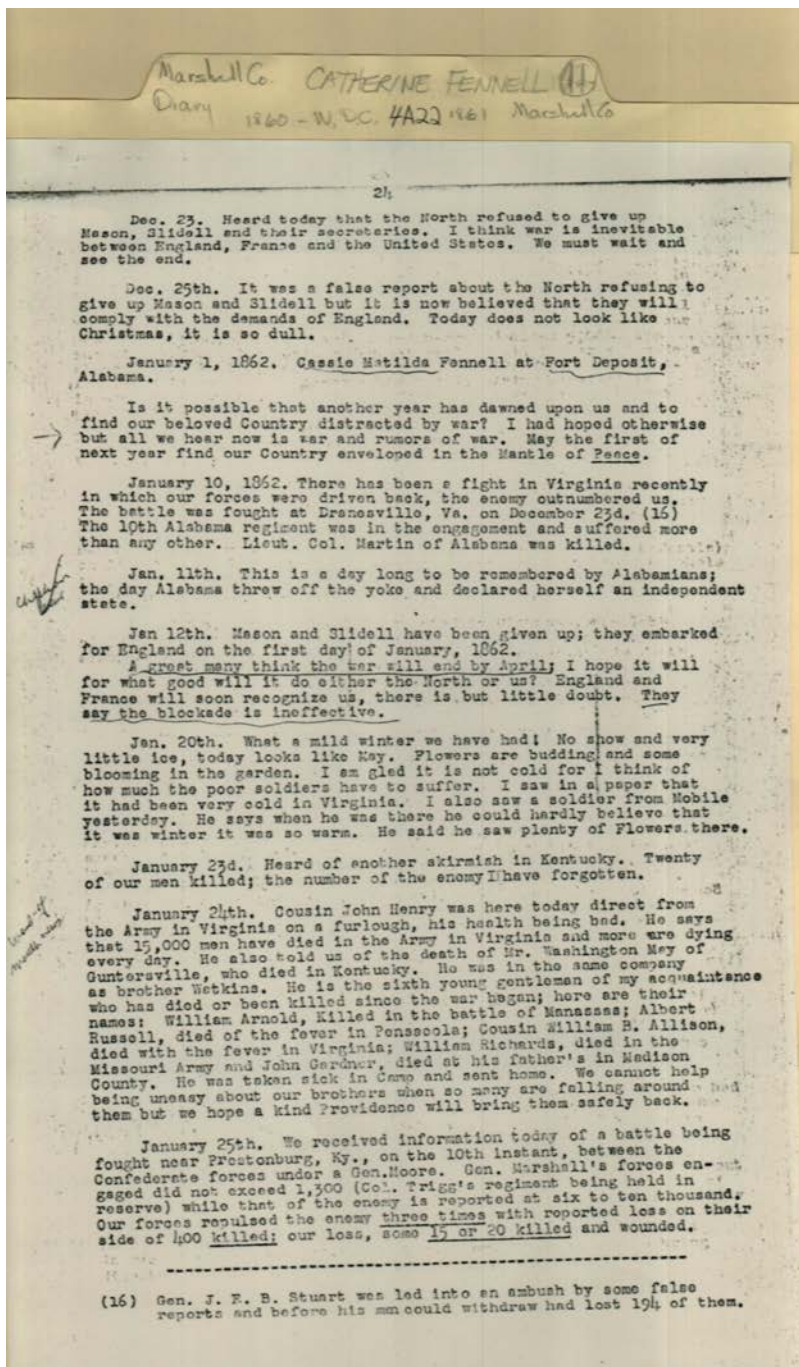 Marshall Co. CATHERINE FENNELL 11
Diary 1860 - W, D.C. 4A22 1861 Marshall Co
24
Dec. 23. Heard today that the North refused to give up
Mason, Slidell and their secretaries. I think war is inevitable
between England, France and the United States. We must wait and
see the end.
Dec. 25th. It was a false report about the North refusing to
give up Mason and Slidell but it is now believed that they will
comply with the demands of England. Today does not look like
Christmas, it is so dull.
January 1, 1862. Cassie Matilda Fennell at Fort Deposit,
Alabama.
Is it possible that another year has dawned upon us and to
find our beloved Country distracted by war? I had hoped otherwise
but all we hear now is war and rumors of war. May the first of
next year find our Country enveloped in the Mantle of Peace.
January 10, 1862. There has been a fight in Virginia recently
in which our forces were driven back, the enemy outnumbered us.
The battle was fought at Dranesville, Va. on December 23d. (16)
The 10th Alabama regiment was in the engagement and suffered more
than any other. Lieut. Col. Martin of Alabama was killed.
Jan. 11th. This is a day long to be remembered by Alabamians;
the day Alabama threw off the yoke and declared herself an independent
state.
Jan 12th. Mason and Slidell have been given up; they embarked
for England on the first day of January, 1862.
A great many think the war will end by April; I hope it will
for what good will it do either the North or us? England and
France will soon recognize us, there is but little doubt. They
say the blockade is ineffective.
Jan. 20th. What a mild winter we have had! No show and very
little ice, today looks like May. Flowers are budding and some
blooming in the garden. I am glad it is not cold for I think of
how much the poor soldiers have to suffer. I saw in a paper that
it had been very cold in Virginia. I also saw a soldier from Mobile
yesterday. He says when he was there he could hardly believe that
it was winter it was so warm. He said he saw plenty of Flowers there.
January 23d. Heard of another skirmish in Kentucky. Twenty
of our men killed; the number of the enemy I have forgotten.
January 24th. Cousin John Henry was here today direct from
the Army in Virginia on a furlough, his health being bad. He says
that 15,000 men have died in the Army in Virginia and more are dying
every day. He also told us of the death of Mr. Washington May of
Guntersville, who died in Kentucky. He was in the same company
as brother Watkins. He is the sixth young gentleman of my acquaintance
who has died or been killed since the war began; here are their
names: William Arnold, Killed in the battle of Manassas; Albert
Russell, died of the fever in Pensacola; Cousin William B. Allison,
died with the fever in Virginia; William Richards, died in the
Missouri Army and John Gardner, died at his father's in Madison
County. He was taken sick in Camp and sent home. We cannot help
being uneasy about our brothers when so many are falling around
them but we hope a kind Providence will bring them safely back.
January 25th. We received information today of a battle being
fought near Prestonburg, Ky., on the 10th instant, between the
Confederate forces under a Gen.Moore. Gen. Marshall's forces en-
gaged did not exceed 1,300 (Col. Trigg's regiment being held in
reserve) while that of the enemy is reported at six to ten thousand.
Our forces repulsed the enemy three times with reported loss on their
side of 400 killed; our loss, some 15 or 20 killed and wounded.
(16) Gen. J. E. B. Stuart was led into an ambush by some false
reports and before his men could withdraw had lost 194 of them.